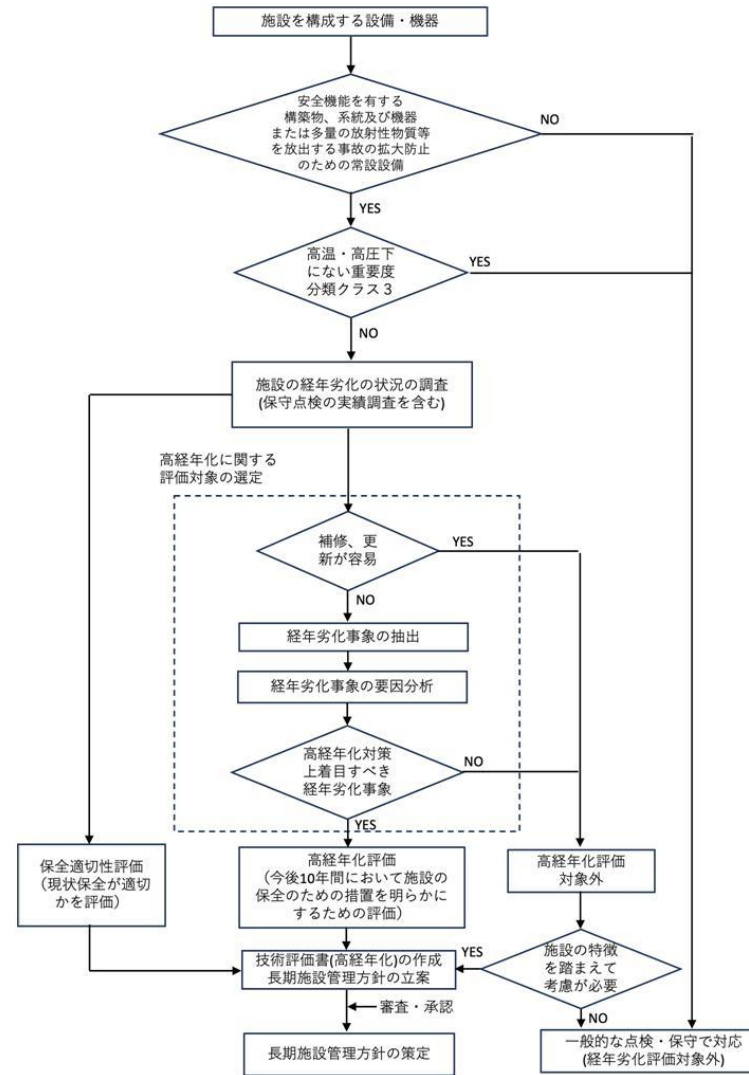 施設を構成する設備・機器
安全機能を有する
構築物、系統及び機器
または多量の放射性物質等
を放出する事故の拡大防止
のための常設設備
NO
YES
高温・高圧下
にない重要度
分類クラス３
YES
NO
施設の経年劣化の状況の調査
(保守点検の実績調査を含む)
高経年化に関する
評価対象の選定
補修、更
新が容易
YES
NO
経年劣化事象の抽出
経年劣化事象の要因分析
高経年化対策
上着目すべき
経年劣化事象
NO
YES
保全適切性評価
（現状保全が適切
かを評価）
高経年化評価
（今後10年間において施設の
保全のための措置を明らかに
するための評価）
高経年化評価
対象外
技術評価書(高経年化)の作成
長期施設管理方針の立案
YES
施設の特徴
を踏まえて
考慮が必要
NO
審査・承認
長期施設管理方針の策定
一般的な点検・保守で対応
(経年劣化評価対象外)